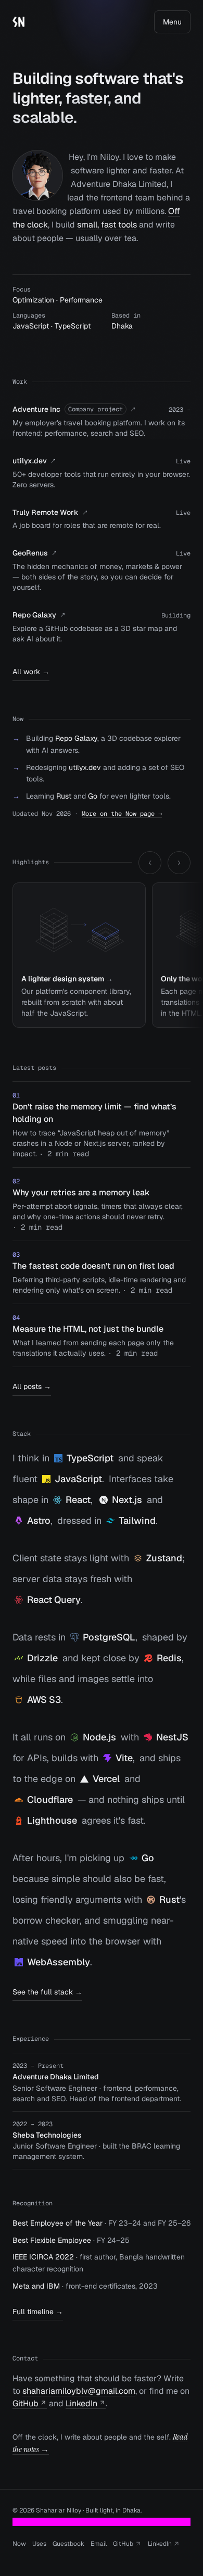 SN
Menu
Building software that's
lighter, faster, and
scalable.
Hey, I'm Niloy. I love to make
software lighter and faster. At
Adventure Dhaka Limited, I
lead the frontend team behind a
travel booking platform used by millions. Off
the clock, I build small, fast tools and write
about people — usually over tea.
Focus
Optimization · Performance
Languages
Based in
JavaScript · TypeScript
Dhaka
Work
Adventure Inc Company project ↗ 2023 —
My employer's travel booking platform. I work on its
frontend: performance, search and SEO.
utilyx.dev ↗ Live
50+ developer tools that run entirely in your browser.
Zero servers.
Truly Remote Work ↗ Live
A job board for roles that are remote for real.
GeoRenus ↗ Live
The hidden mechanics of money, markets & power
— both sides of the story, so you can decide for
yourself.
Repo Galaxy ↗ Building
Explore a GitHub codebase as a 3D star map and
ask AI about it.
All work →
Now
→ Building Repo Galaxy, a 3D codebase explorer
with AI answers.
→ Redesigning utilyx.dev and adding a set of SEO
tools.
→ Learning Rust and Go for even lighter tools.
Updated Nov 2026 · More on the Now page →
Highlights
A lighter design system →
Our platform's component library,
rebuilt from scratch with about
half the JavaScript.
Only the
Each page
translations
in the HTML
Latest posts
01
Don't raise the memory limit — find what's
holding on
How to trace "JavaScript heap out of memory"
crashes in a Node or Next.js server, ranked by
impact. · 2 min read
02
Why your retries are a memory leak
Per-attempt abort signals, timers that always clear,
and why one-time actions should never retry.
· 2 min read
03
The fastest code doesn't run on first load
Deferring third-party scripts, idle-time rendering and
rendering only what's on screen. · 2 min read
04
Measure the HTML, not just the bundle
What I learned from sending each page only the
translations it actually uses. · 2 min read
All posts →
Stack
I think in TypeScript and speak
fluent JavaScript. Interfaces take
shape in React, Next.js and
Astro, dressed in Tailwind.
Client state stays light with Zustand;
server data stays fresh with
React Query.
Data rests in PostgreSQL, shaped by
Drizzle and kept close by Redis,
while files and images settle into
AWS S3.
It all runs on Node.js with NestJS
for APIs, builds with Vite, and ships
to the edge on Vercel and
Cloudflare — and nothing ships until
Lighthouse agrees it's fast.
After hours, I'm picking up Go
because simple should also be fast,
losing friendly arguments with Rust's
borrow checker, and smuggling near-
native speed into the browser with
WebAssembly.
See the full stack →
Experience
2023 — Present
Adventure Dhaka Limited
Senior Software Engineer · frontend, performance,
search and SEO. Head of the frontend department.
2022 — 2023
Sheba Technologies
Junior Software Engineer · built the BRAC learning
management system.
Recognition
Best Employee of the Year · FY 23–24 and FY 25–26
Best Flexible Employee · FY 24–25
IEEE ICIRCA 2022 · first author, Bangla handwritten
character recognition
Meta and IBM · front-end certificates, 2023
Full timeline →
Contact
Have something that should be faster? Write
to shahariarniloybiv@gmail.com, or find me on
GitHub ↗ and LinkedIn ↗.
Off the clock, I write about people and the self. Read
the notes →
© 2026 Shahariar Niloy · Built light, in Dhaka.
Now Uses Guestbook Email GitHub ↗ LinkedIn ↗